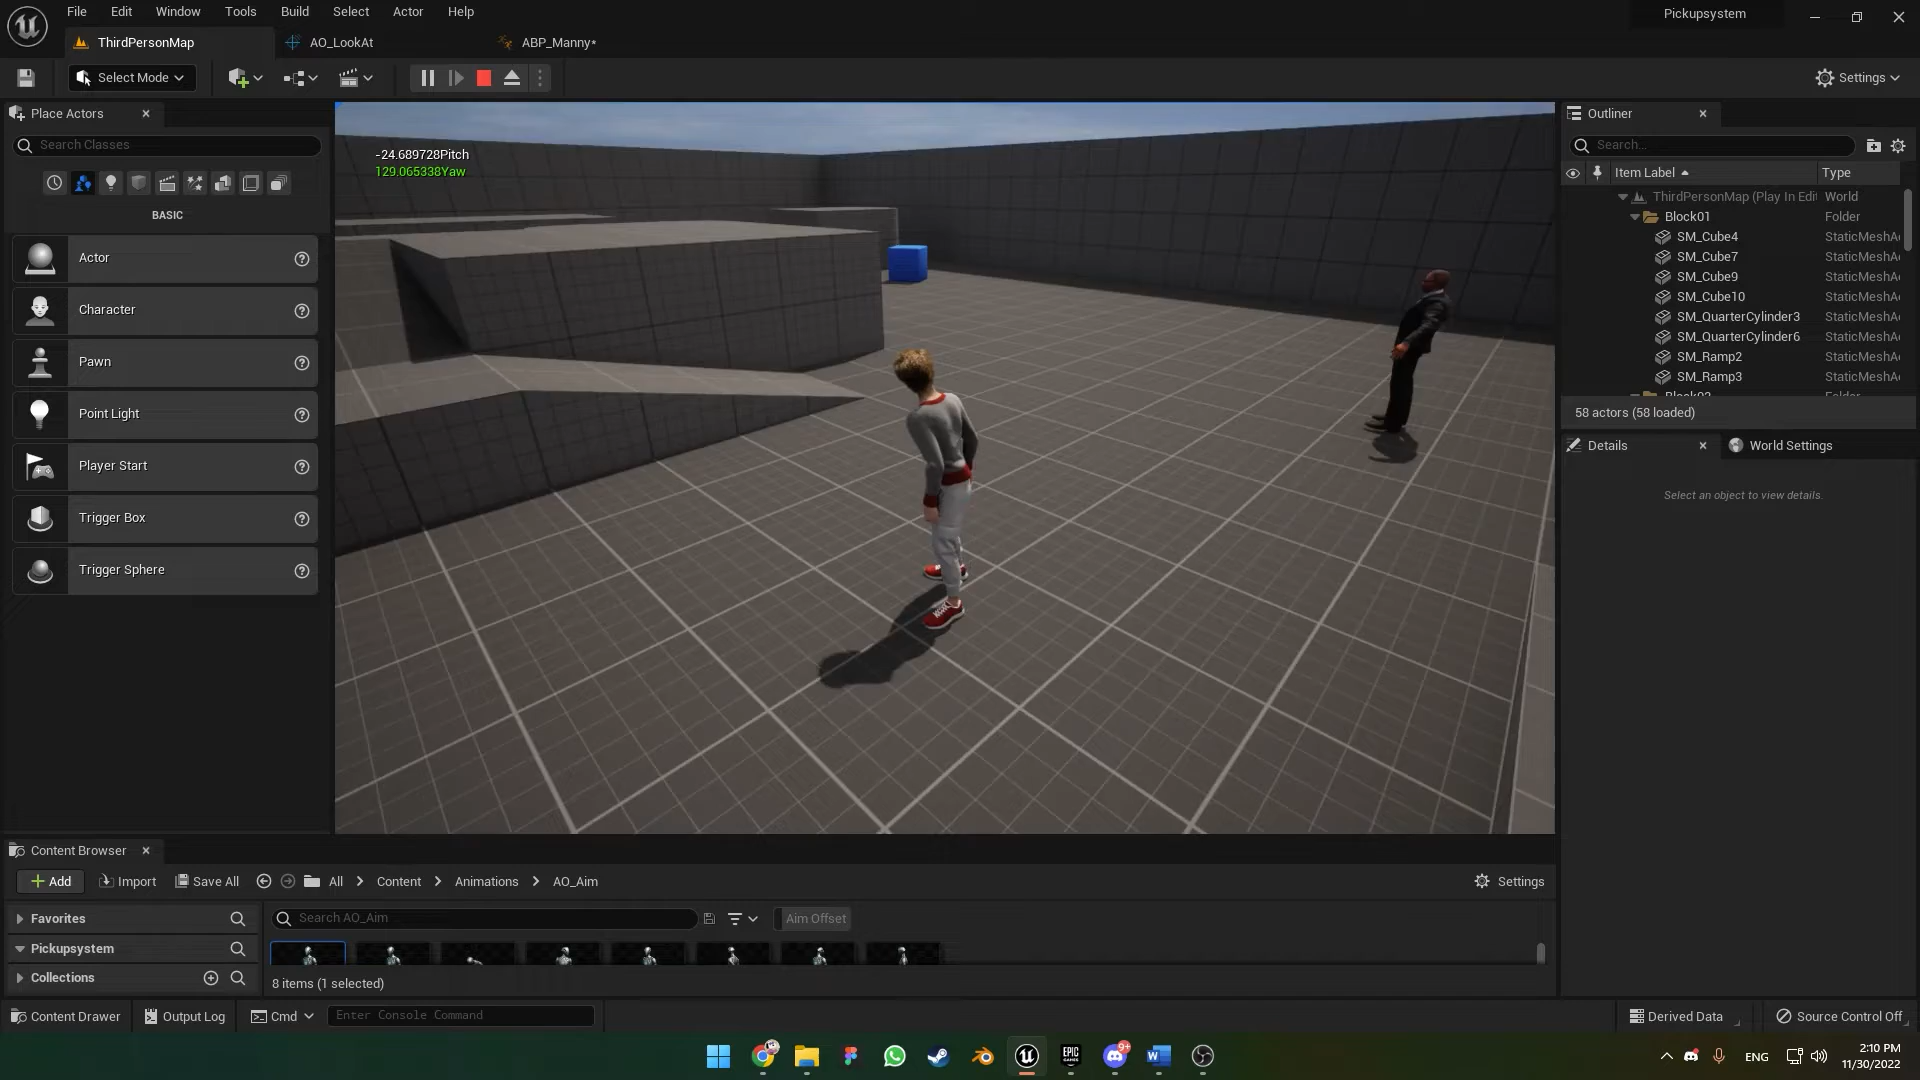 File Edit Window Tools Build Select Actor Help
Pickupsystem
ThirdPersonMap
AO_LookAt
ABP_Manny*
Select Mode
Settings
Place Actors
Search Classes
BASIC
Actor
Character
Pawn
Point Light
Player Start
Trigger Box
Trigger Sphere
-24.689728Pitch
129.065338Yaw
Outliner
Search...
Item Label Type
ThirdPersonMap (Play In Edit World
Block01 Folder
SM_Cube4 StaticMeshA
SM_Cube7 StaticMeshA
SM_Cube9 StaticMeshA
SM_Cube10 StaticMeshA
SM_QuarterCylinder3 StaticMeshA
SM_QuarterCylinder6 StaticMeshA
SM_Ramp2 StaticMeshA
SM_Ramp3 StaticMeshA
58 actors (58 loaded)
Details World Settings
Select an object to view details.
Content Browser
Add Import Save All All Content Animations AO_Aim Settings
Favorites
Search AO_Aim Aim Offset
Pickupsystem
Collections
8 items (1 selected)
Content Drawer Output Log Cmd Enter Console Command Derived Data Source Control Off
EPIC GAMES
9+
ENG
2:10 PM
11/30/2022